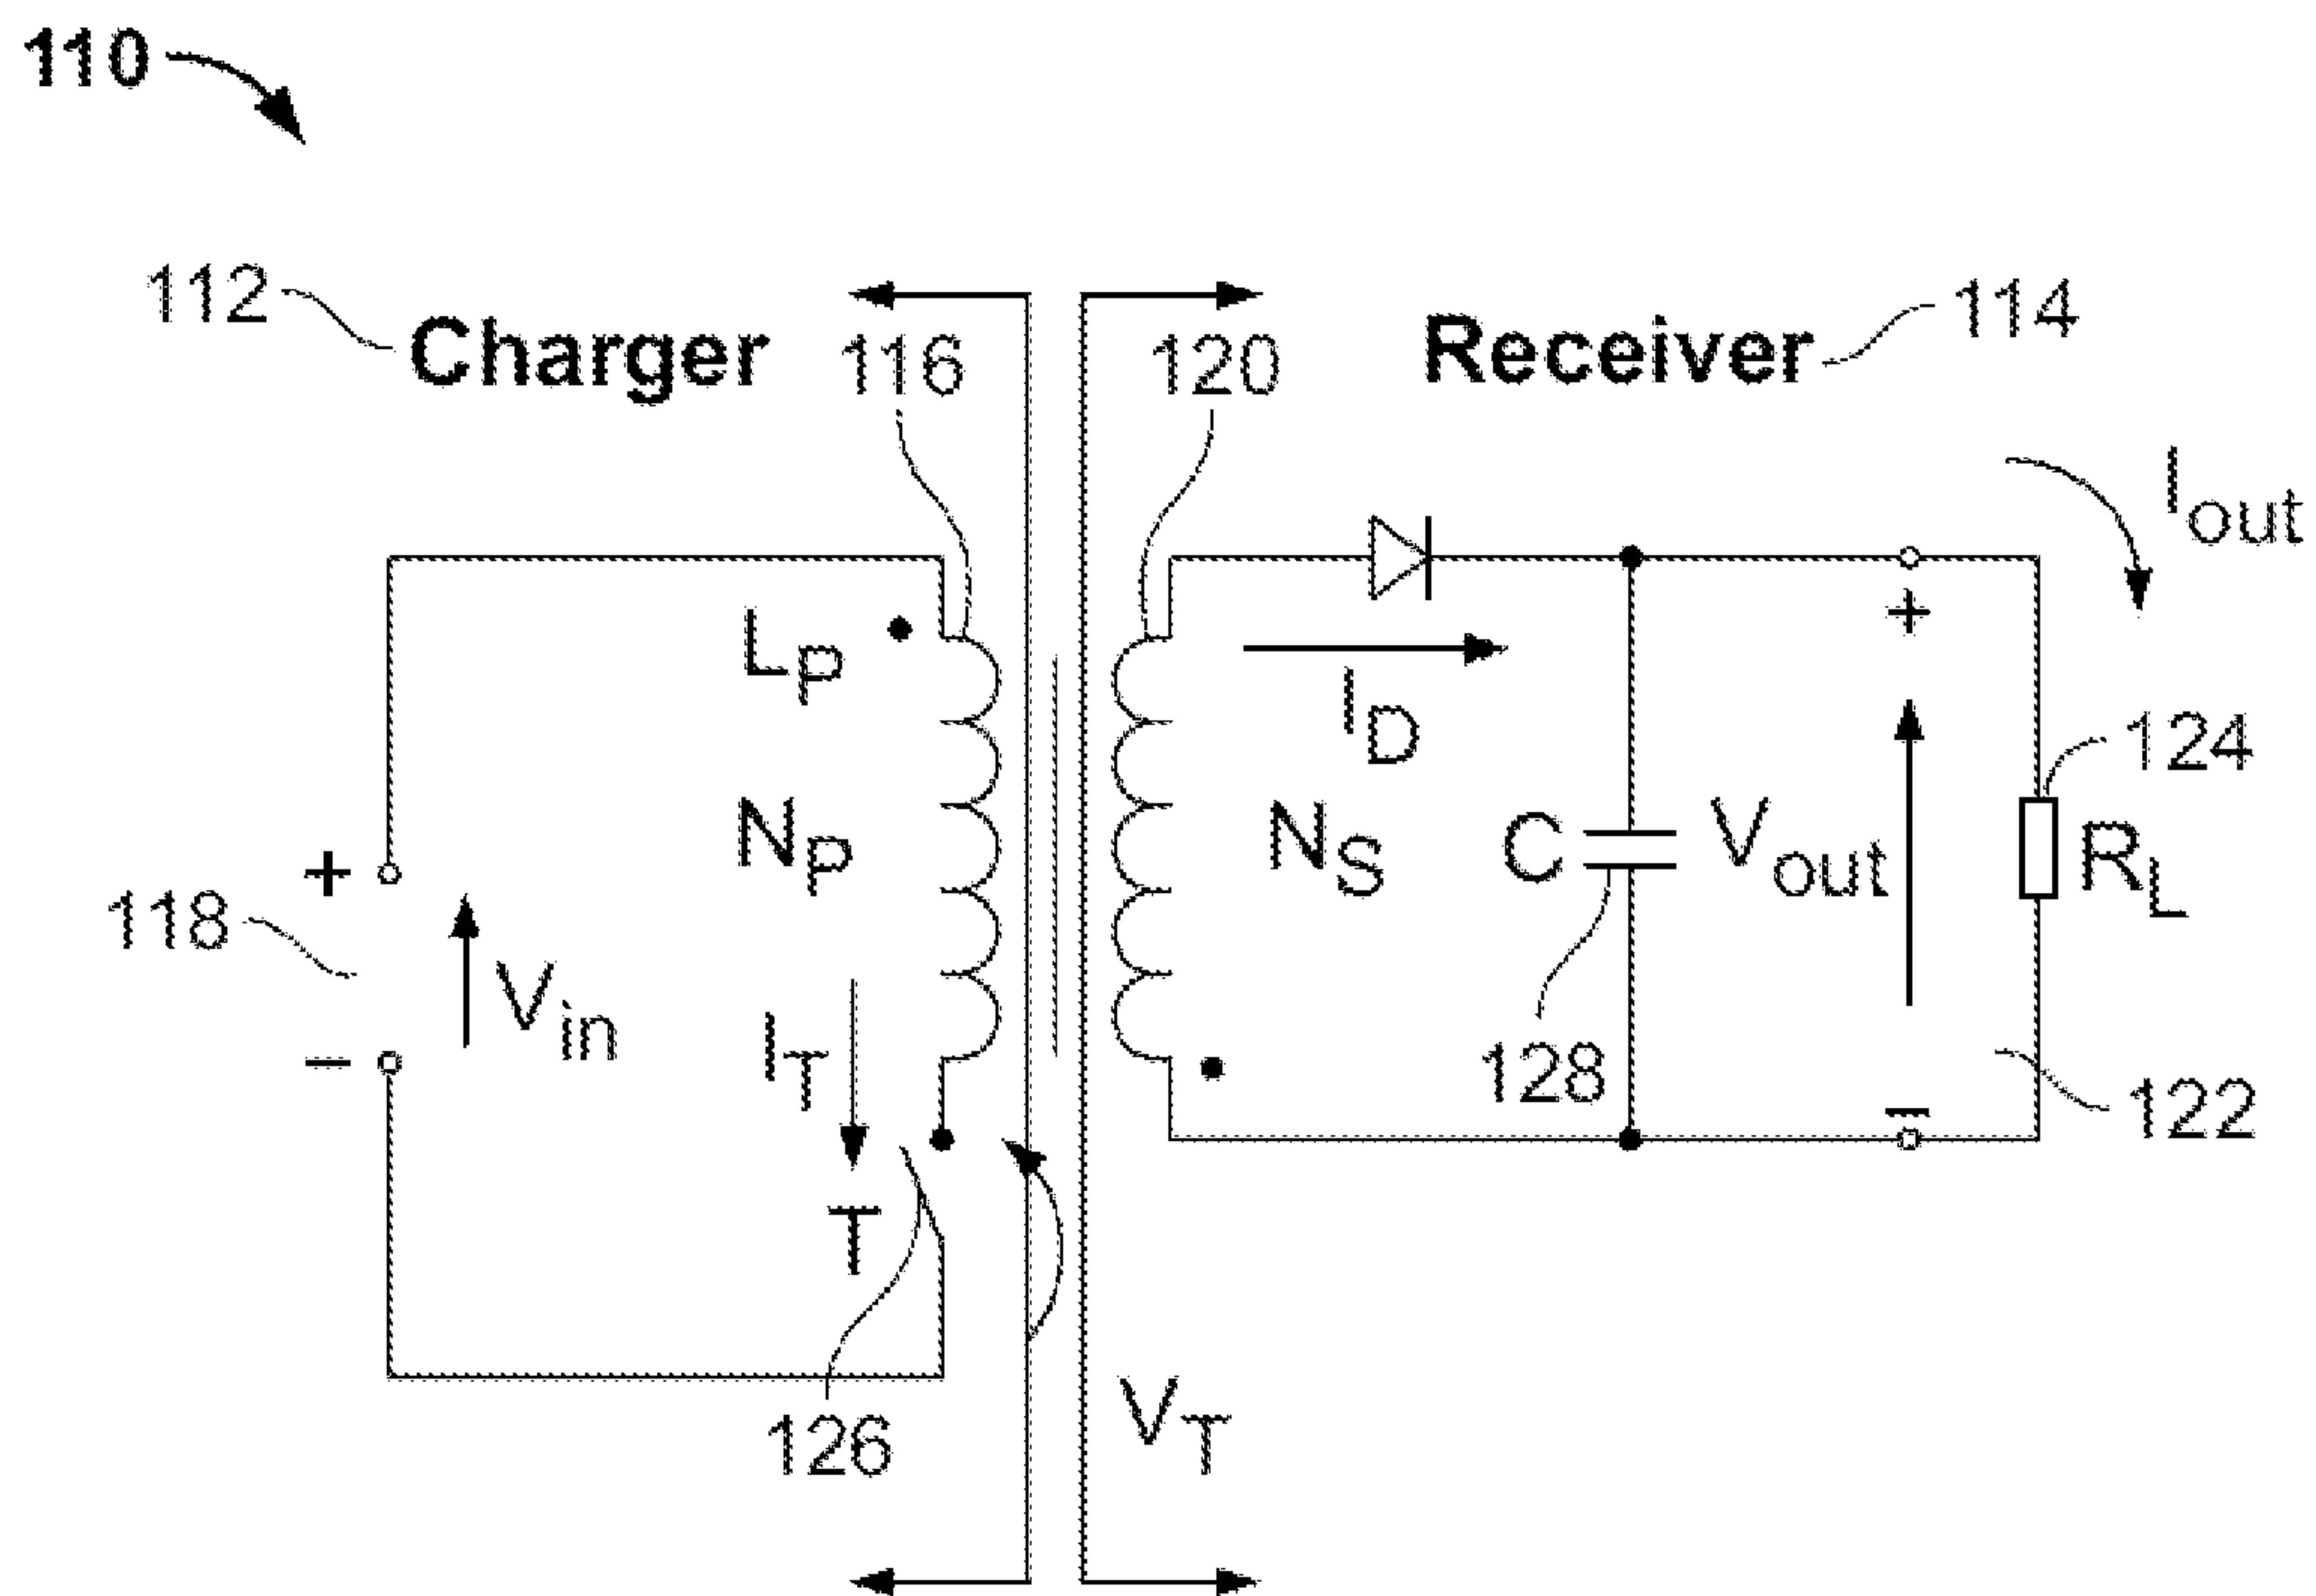 110
112
Charger
116
120
Receiver
114
Iout
LP
ID
124
NP
NS
C
Vout
RL
+
+
118
Vin
IT
128
122
−
−
T
126
VT